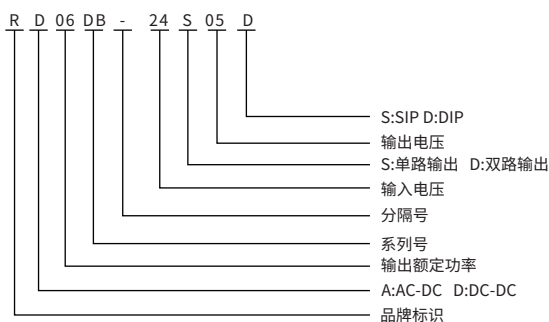 R D 06 DB - 24 S 05 D
S:SIP D:DIP
输出电压
S:单路输出 D:双路输出
输入电压
分隔号
系列号
输出额定功率
A:AC-DC D:DC-DC
品牌标识